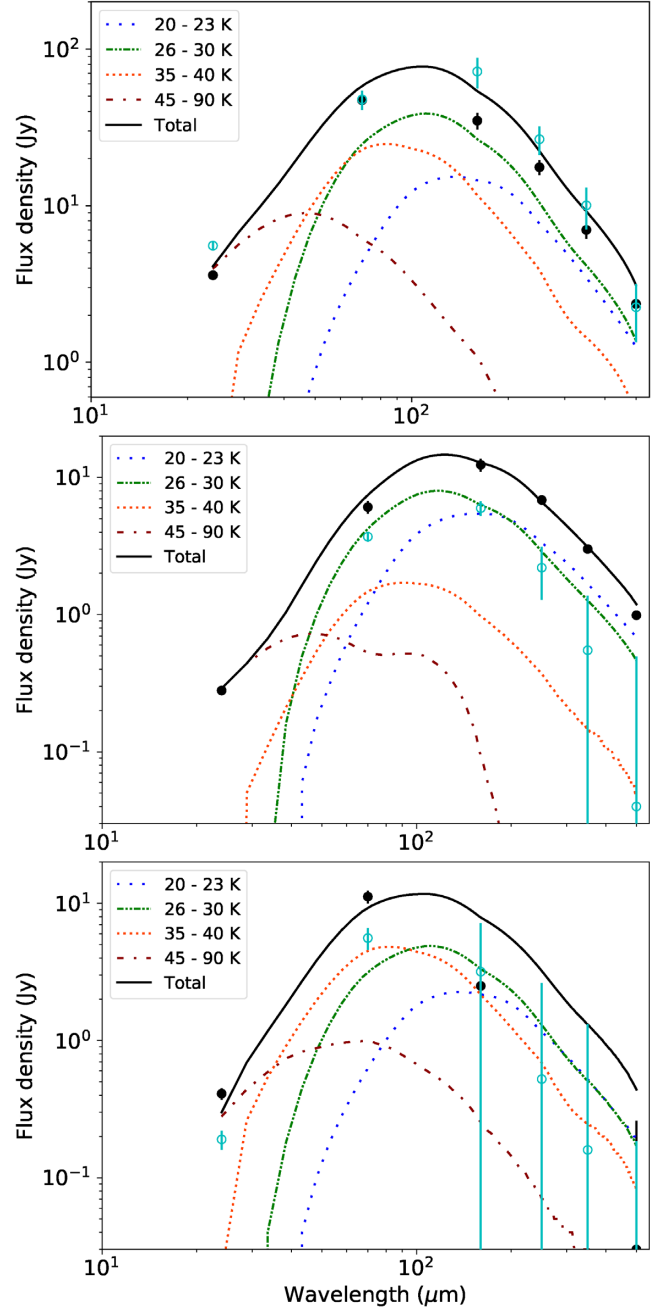 20 - 23 K
26 - 30 K
35 - 40 K
45 - 90 K
Total
Flux density (Jy)
10²
10¹
10⁰
10¹
10²
20 - 23 K
26 - 30 K
35 - 40 K
45 - 90 K
Total
Flux density (Jy)
10¹
10⁰
10⁻¹
10¹
10²
20 - 23 K
26 - 30 K
35 - 40 K
45 - 90 K
Total
Flux density (Jy)
10¹
10⁰
10⁻¹
10¹
10²
Wavelength (μm)